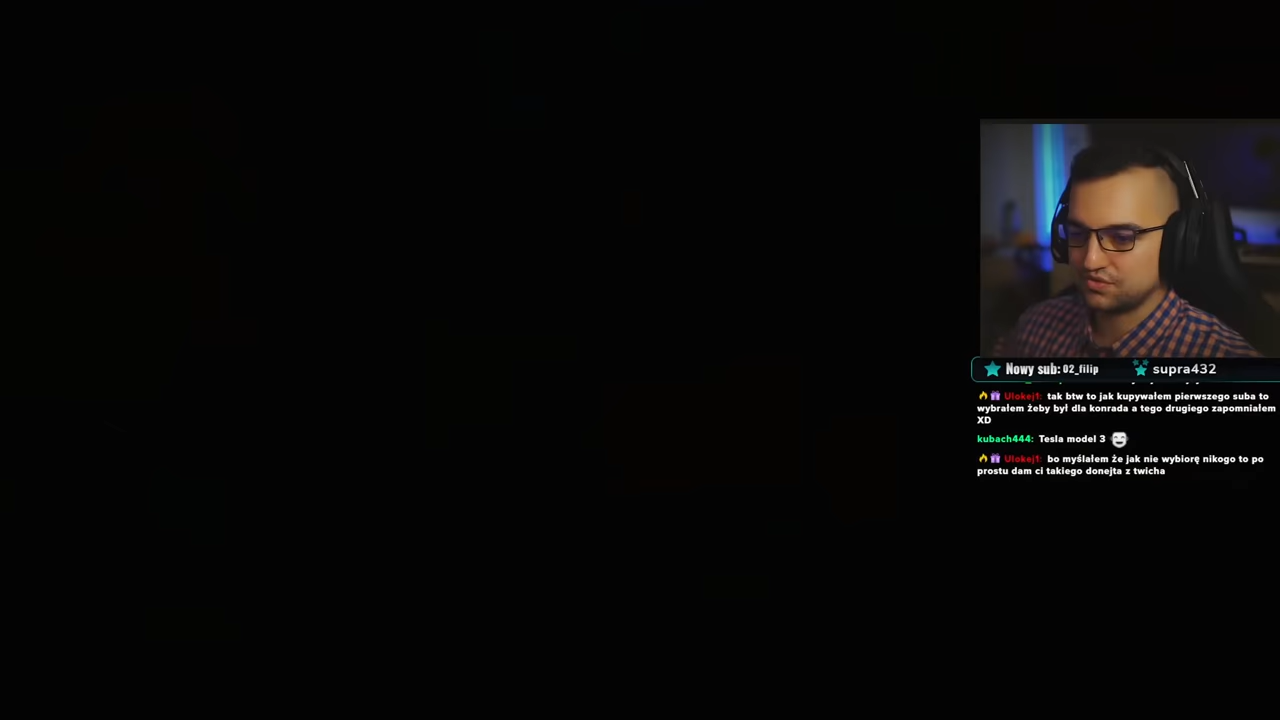 Nowy sub: 02_filip supra432
Ulokej1: tak btw to jak kupywałem pierwszego suba to
wybrałem żeby był dla konrada a tego drugiego zapomniałem
XD
kubach444: Tesla model 3
Ulokej1: bo myślałem że jak nie wybiorę nikogo to po
prostu dam ci takiego donejta z twicha